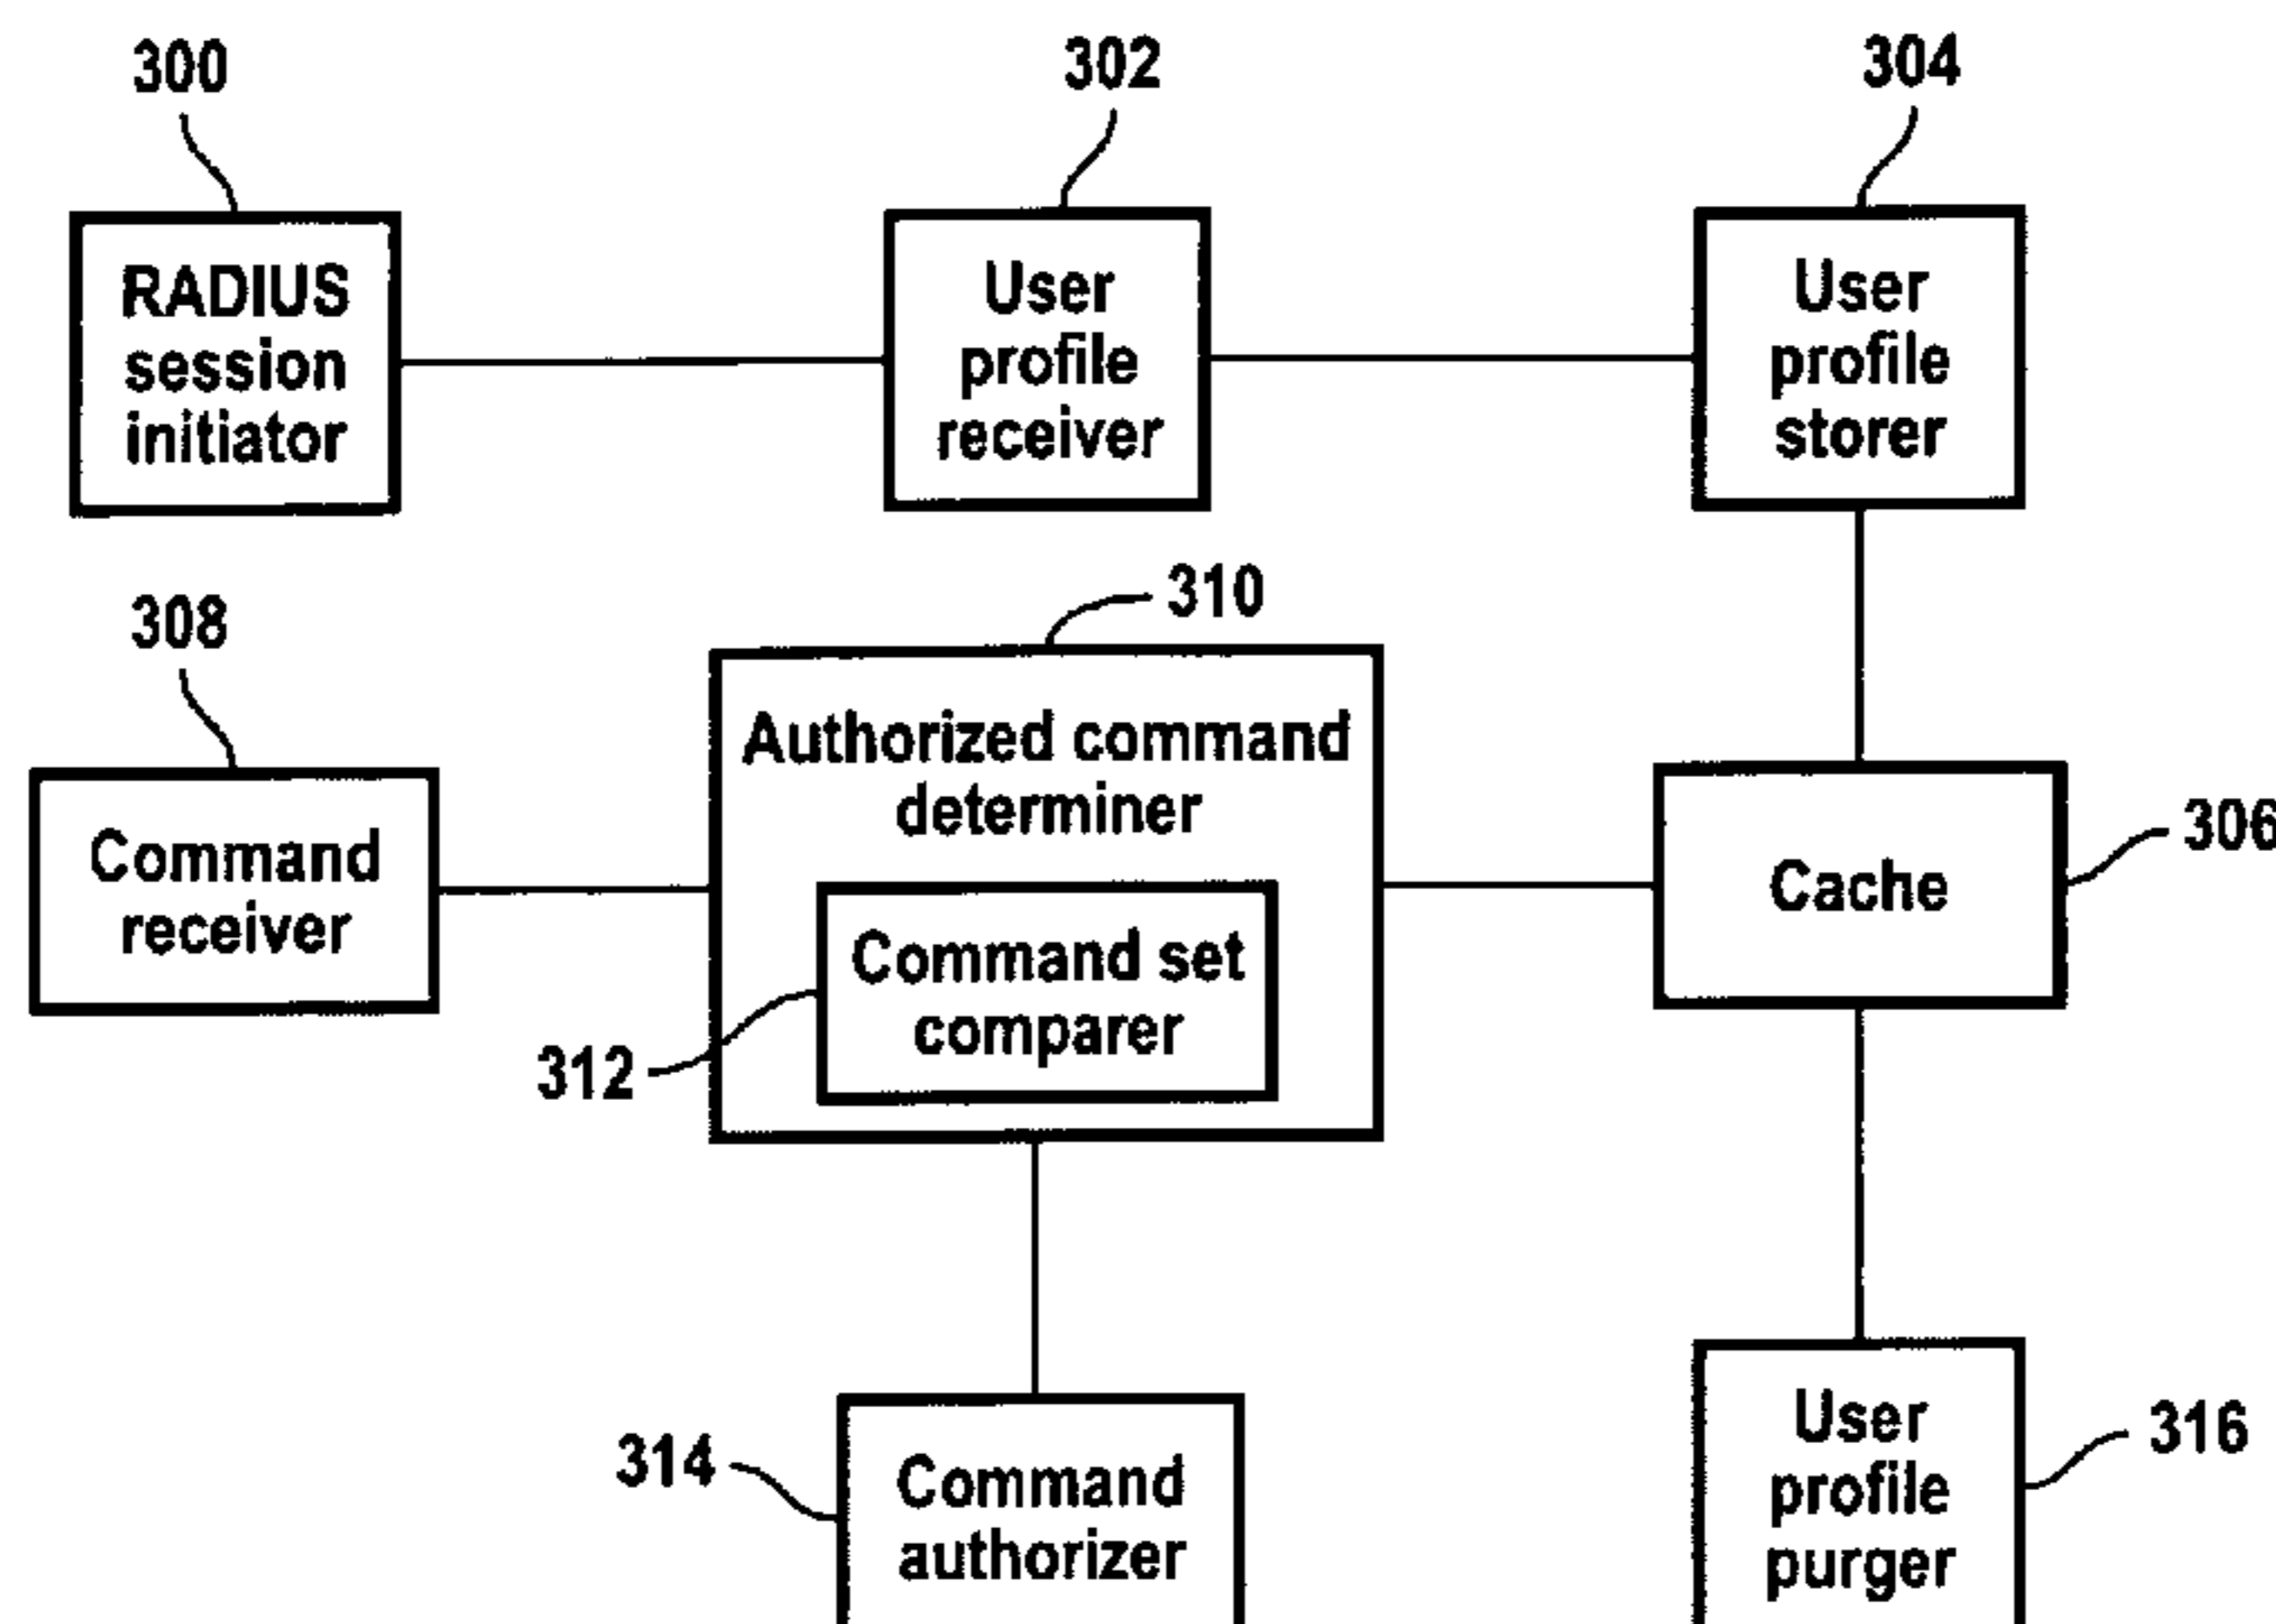 300
302
304
RADIUS
session
initiator
User
profile
receiver
User
profile
storer
308
310
Authorized command
determiner
306
Command
receiver
Cache
Command set
comparer
312
314
Command
authorizer
User
profile
purger
316